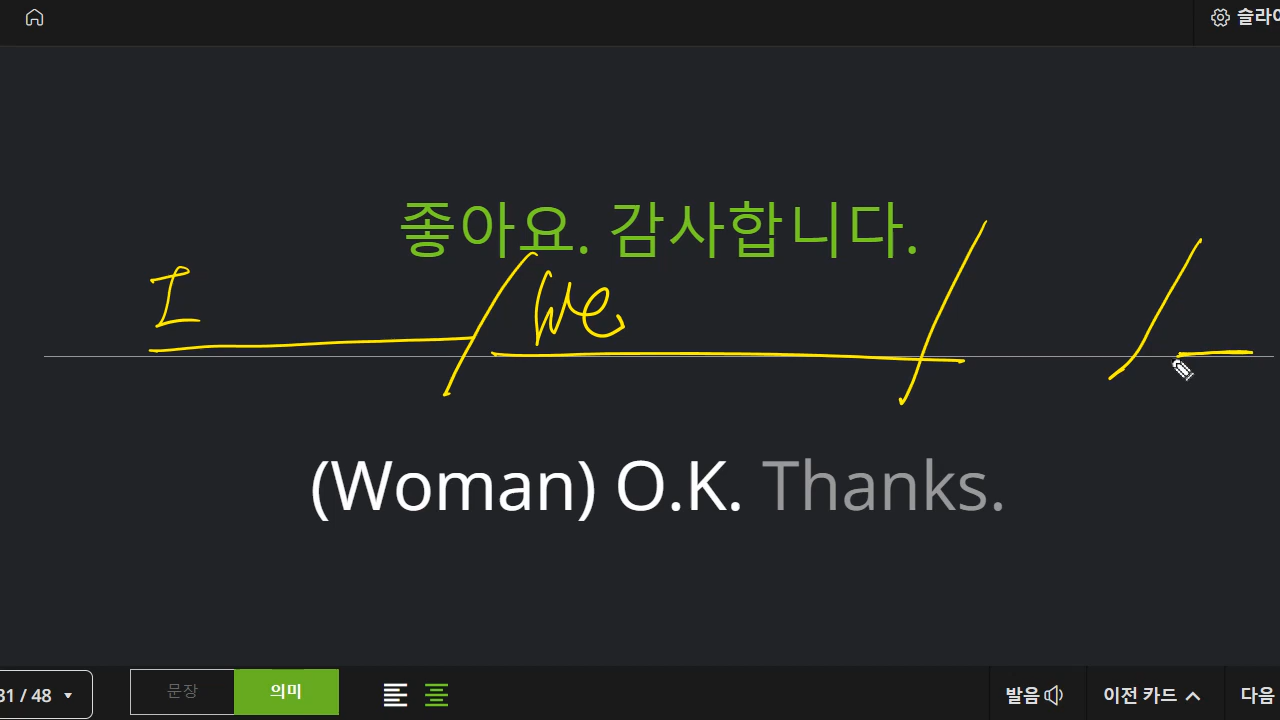 슬라이
좋아요. 감사합니다.
I
We
(Woman) O.K. Thanks.
31 / 48
문장
의미
발음
이전 카드
다음